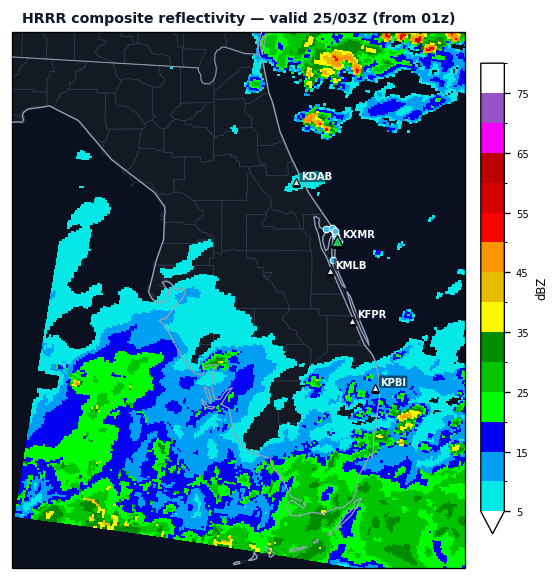 HRRR composite reflectivity — valid 25/03Z (from 01z)
KDAB
KXMR
KMLB
KFPR
KPBI
75
65
55
45
35
25
15
5
dBZ